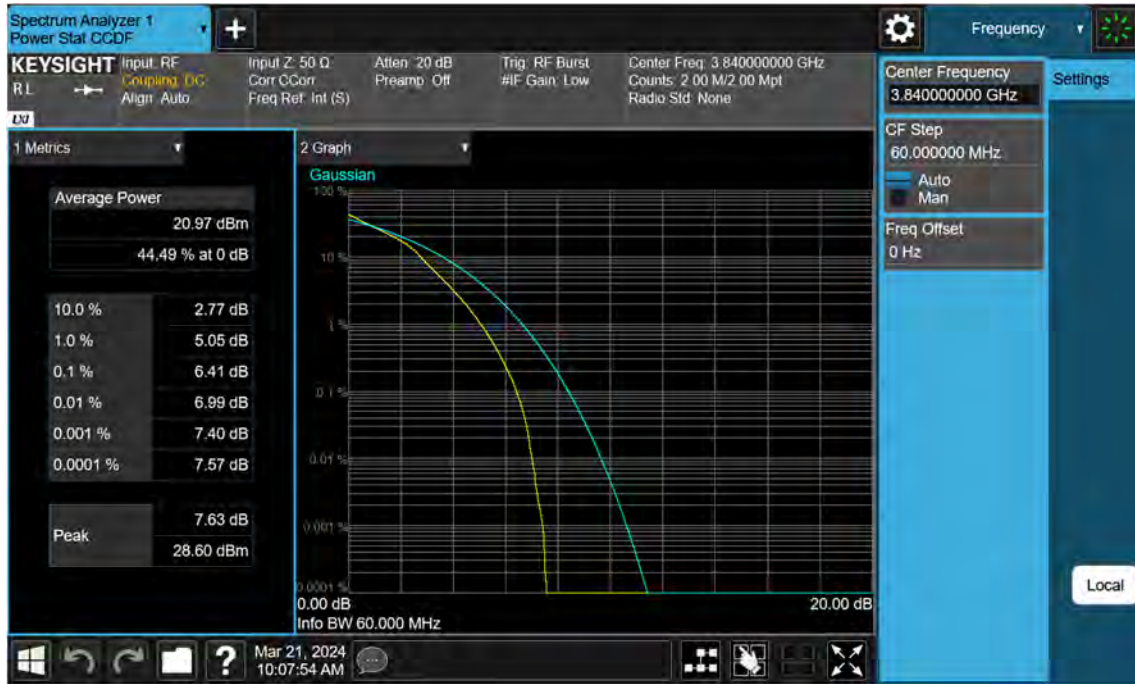 Spectrum Analyzer 1
Power Stat CCDF
Frequency
KEYSIGHT
RL
LXI
Input: RF
Coupling: DC
Align: Auto
Input Z: 50 Ω
Corr CCorr
Freq Ref: Int (S)
Atten: 20 dB
Preamp: Off
Trig: RF Burst
#IF Gain: Low
Center Freq: 3.840000000 GHz
Counts: 2.00 M/2.00 Mpt
Radio Std: None
Center Frequency
3.840000000 GHz
Settings
CF Step
60.000000 MHz
Auto
Man
Freq Offset
0 Hz
Local
1 Metrics
Average Power
20.97 dBm
44.49 % at 0 dB
10.0 % 2.77 dB
1.0 % 5.05 dB
0.1 % 6.41 dB
0.01 % 6.99 dB
0.001 % 7.40 dB
0.0001 % 7.57 dB
Peak
7.63 dB
28.60 dBm
2 Graph
Gaussian
100 %
10 %
1 %
0.1 %
0.01 %
0.001 %
0.0001 %
0.00 dB 20.00 dB
Info BW 60.000 MHz
Mar 21, 2024
10:07:54 AM